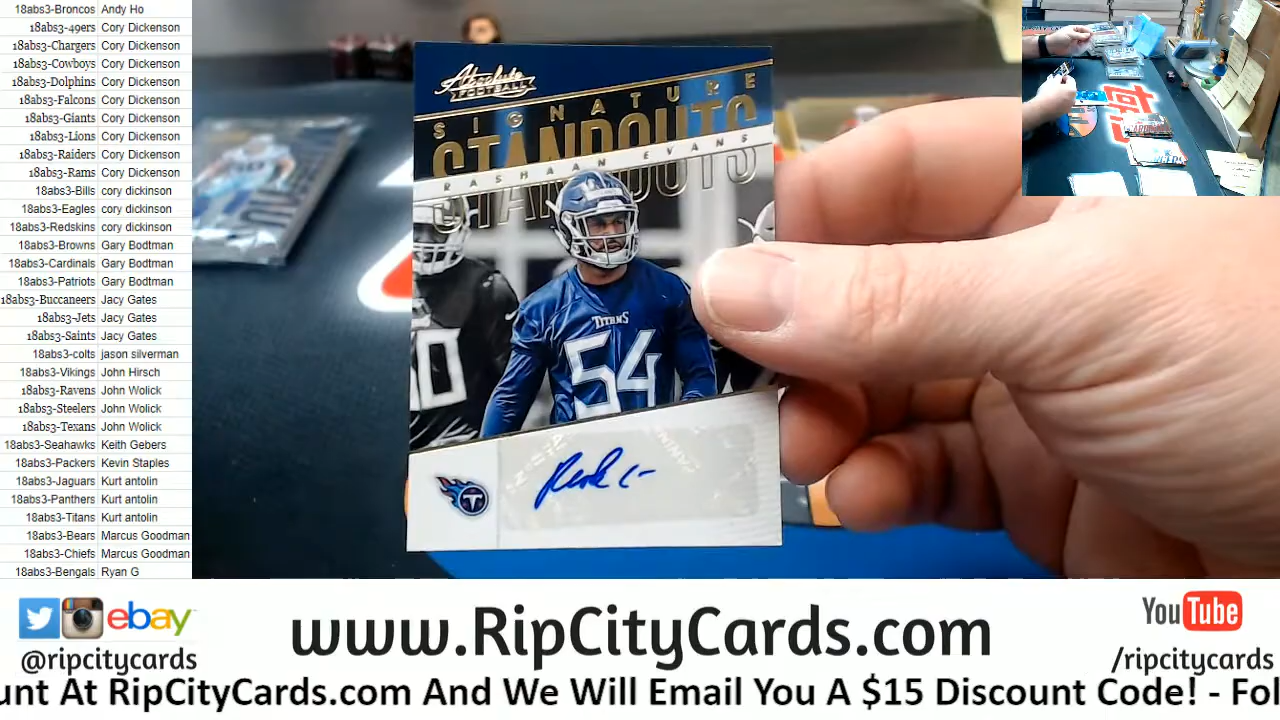 18abs3-Broncos Andy Ho
18abs3-49ers Cory Dickenson
18abs3-Chargers Cory Dickenson
18abs3-Cowboys Cory Dickenson
18abs3-Dolphins Cory Dickenson
18abs3-Falcons Cory Dickenson
18abs3-Giants Cory Dickenson
18abs3-Lions Cory Dickenson
18abs3-Raiders Cory Dickenson
18abs3-Rams Cory Dickenson
18abs3-Bills cory dickinson
18abs3-Eagles cory dickinson
18abs3-Redskins cory dickinson
18abs3-Browns Gary Bodtman
18abs3-Cardinals Gary Bodtman
18abs3-Patriots Gary Bodtman
18abs3-Buccaneers Jacy Gates
18abs3-Jets Jacy Gates
18abs3-Saints Jacy Gates
18abs3-colts jason silverman
18abs3-Vikings John Hirsch
18abs3-Ravens John Wolick
18abs3-Steelers John Wolick
18abs3-Texans John Wolick
18abs3-Seahawks Keith Gebers
18abs3-Packers Kevin Staples
18abs3-Jaguars Kurt antolin
18abs3-Panthers Kurt antolin
18abs3-Titans Kurt antolin
18abs3-Bears Marcus Goodman
18abs3-Chiefs Marcus Goodman
18abs3-Bengals Ryan G
Absolute
FOOTBALL
SIGNATURE
STANDOUTS
RASHAAN EVANS
STANDOUTS
TITANS
54
T
ebay
@ripcitycards
www.RipCityCards.com
YouTube
/ripcitycards
unt At RipCityCards.com And We Will Email You A $15 Discount Code! - Fol